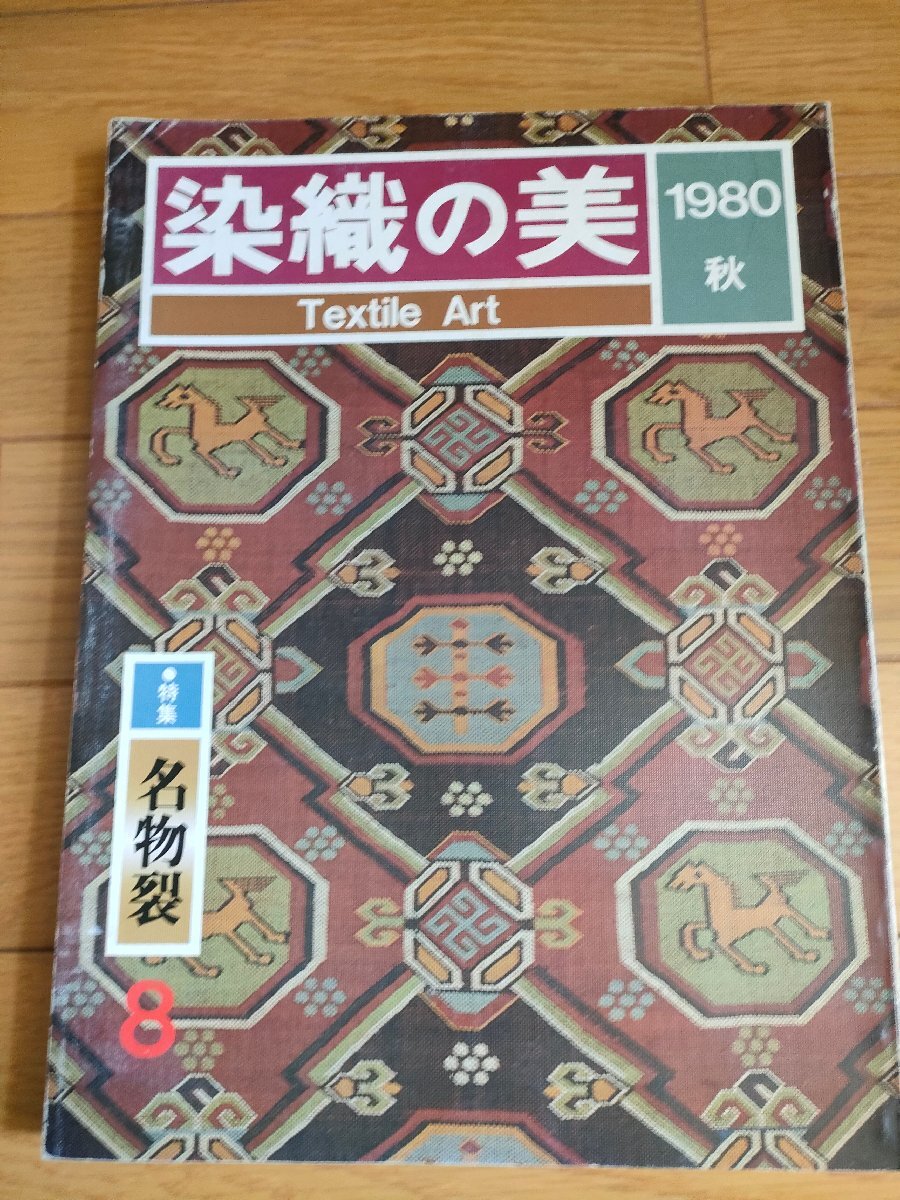 染織の美
Textile Art
1980
秋
●特集
名物裂
8